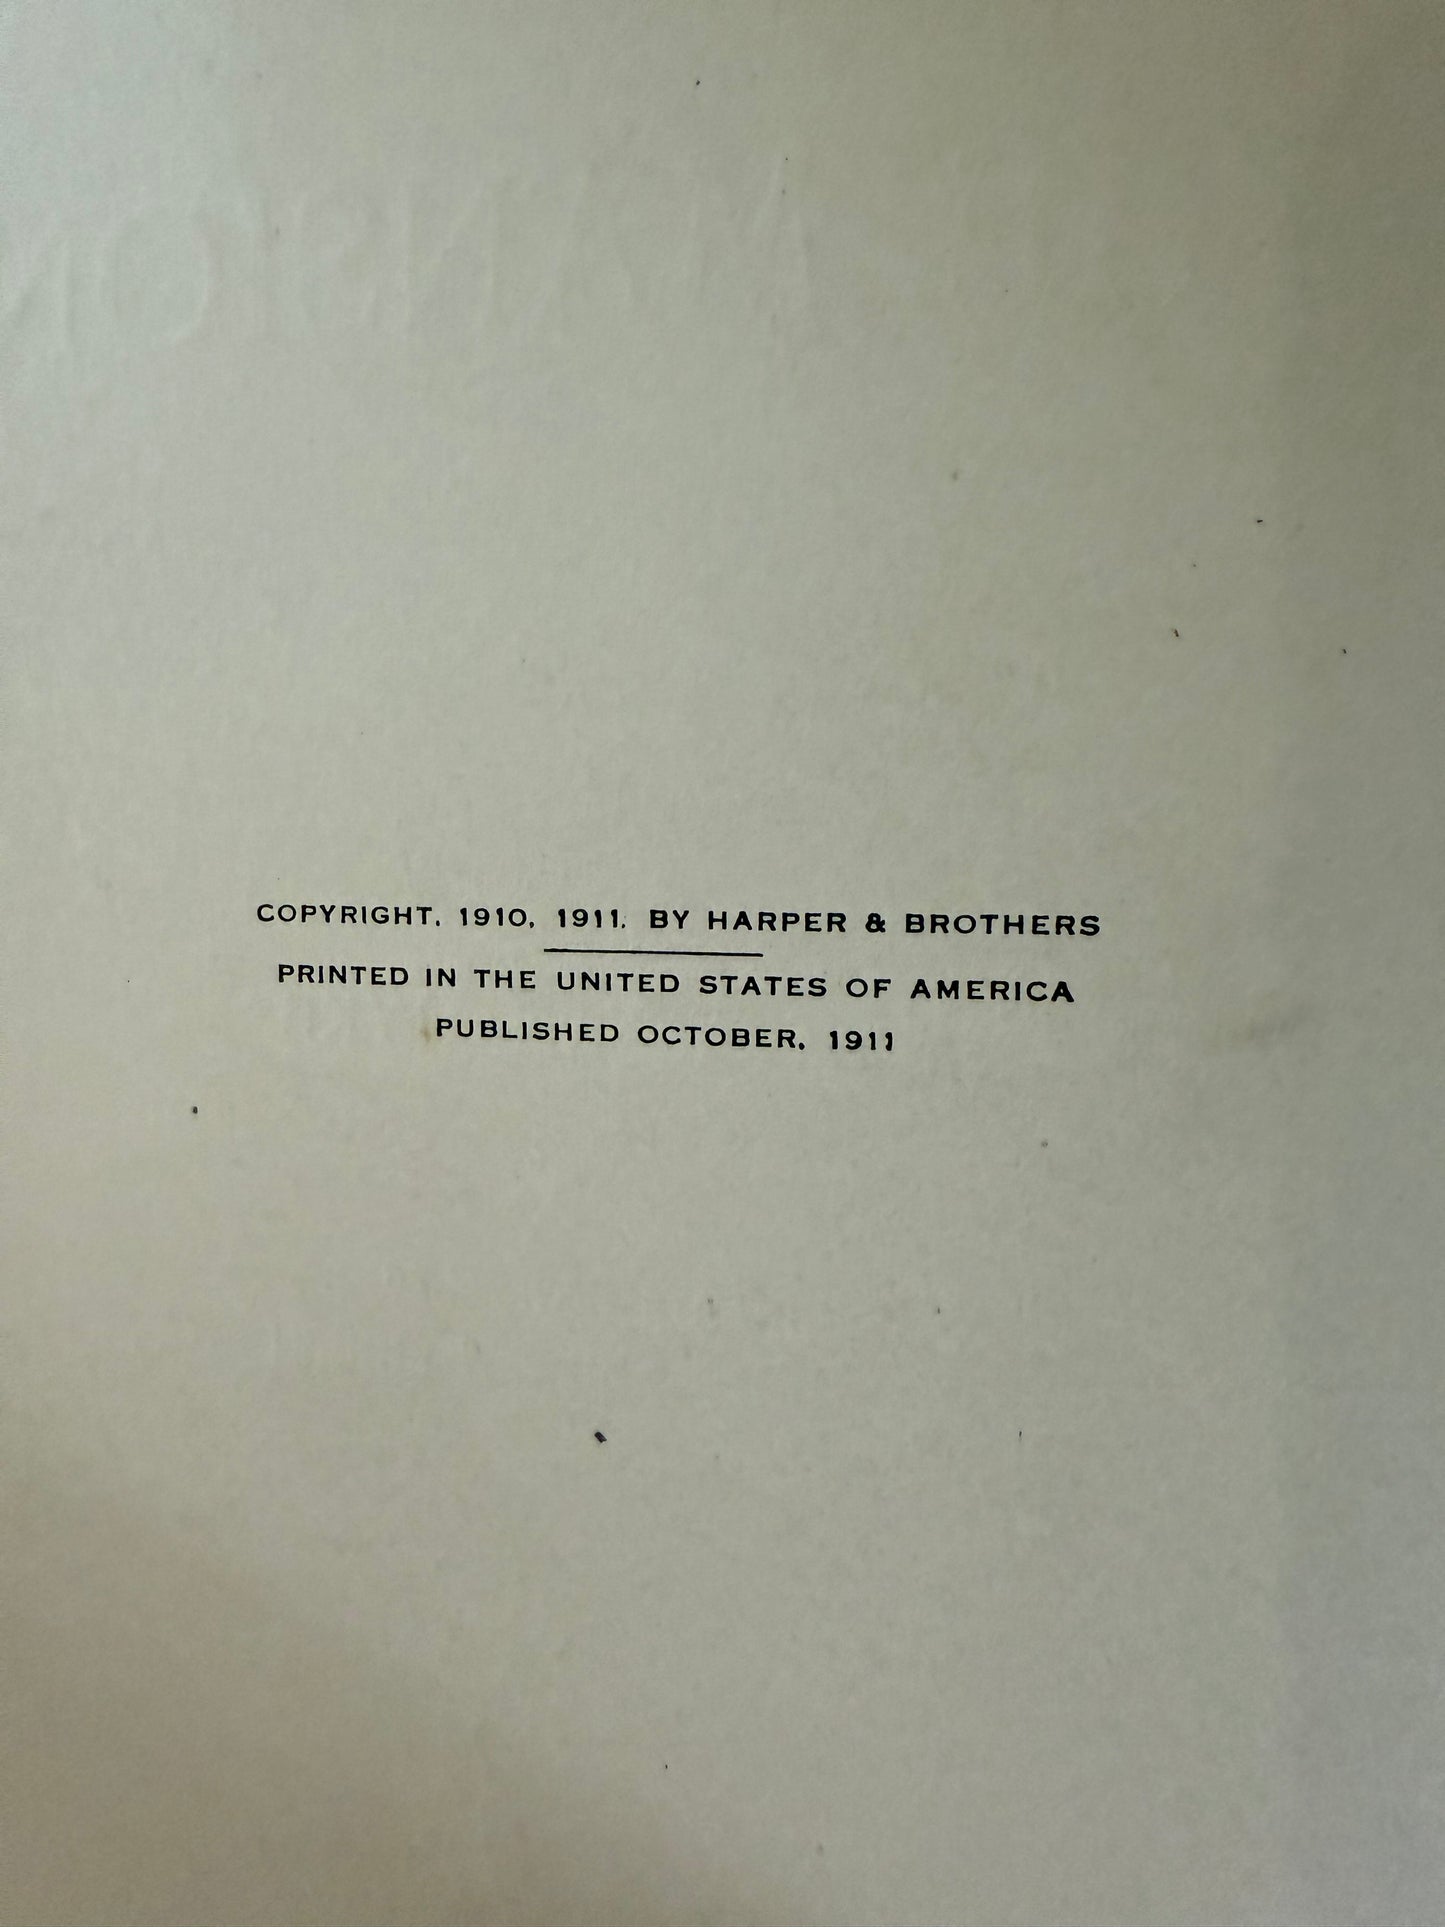 COPYRIGHT, 1910, 1911, BY HARPER & BROTHERS
PRINTED IN THE UNITED STATES OF AMERICA
PUBLISHED OCTOBER, 1911